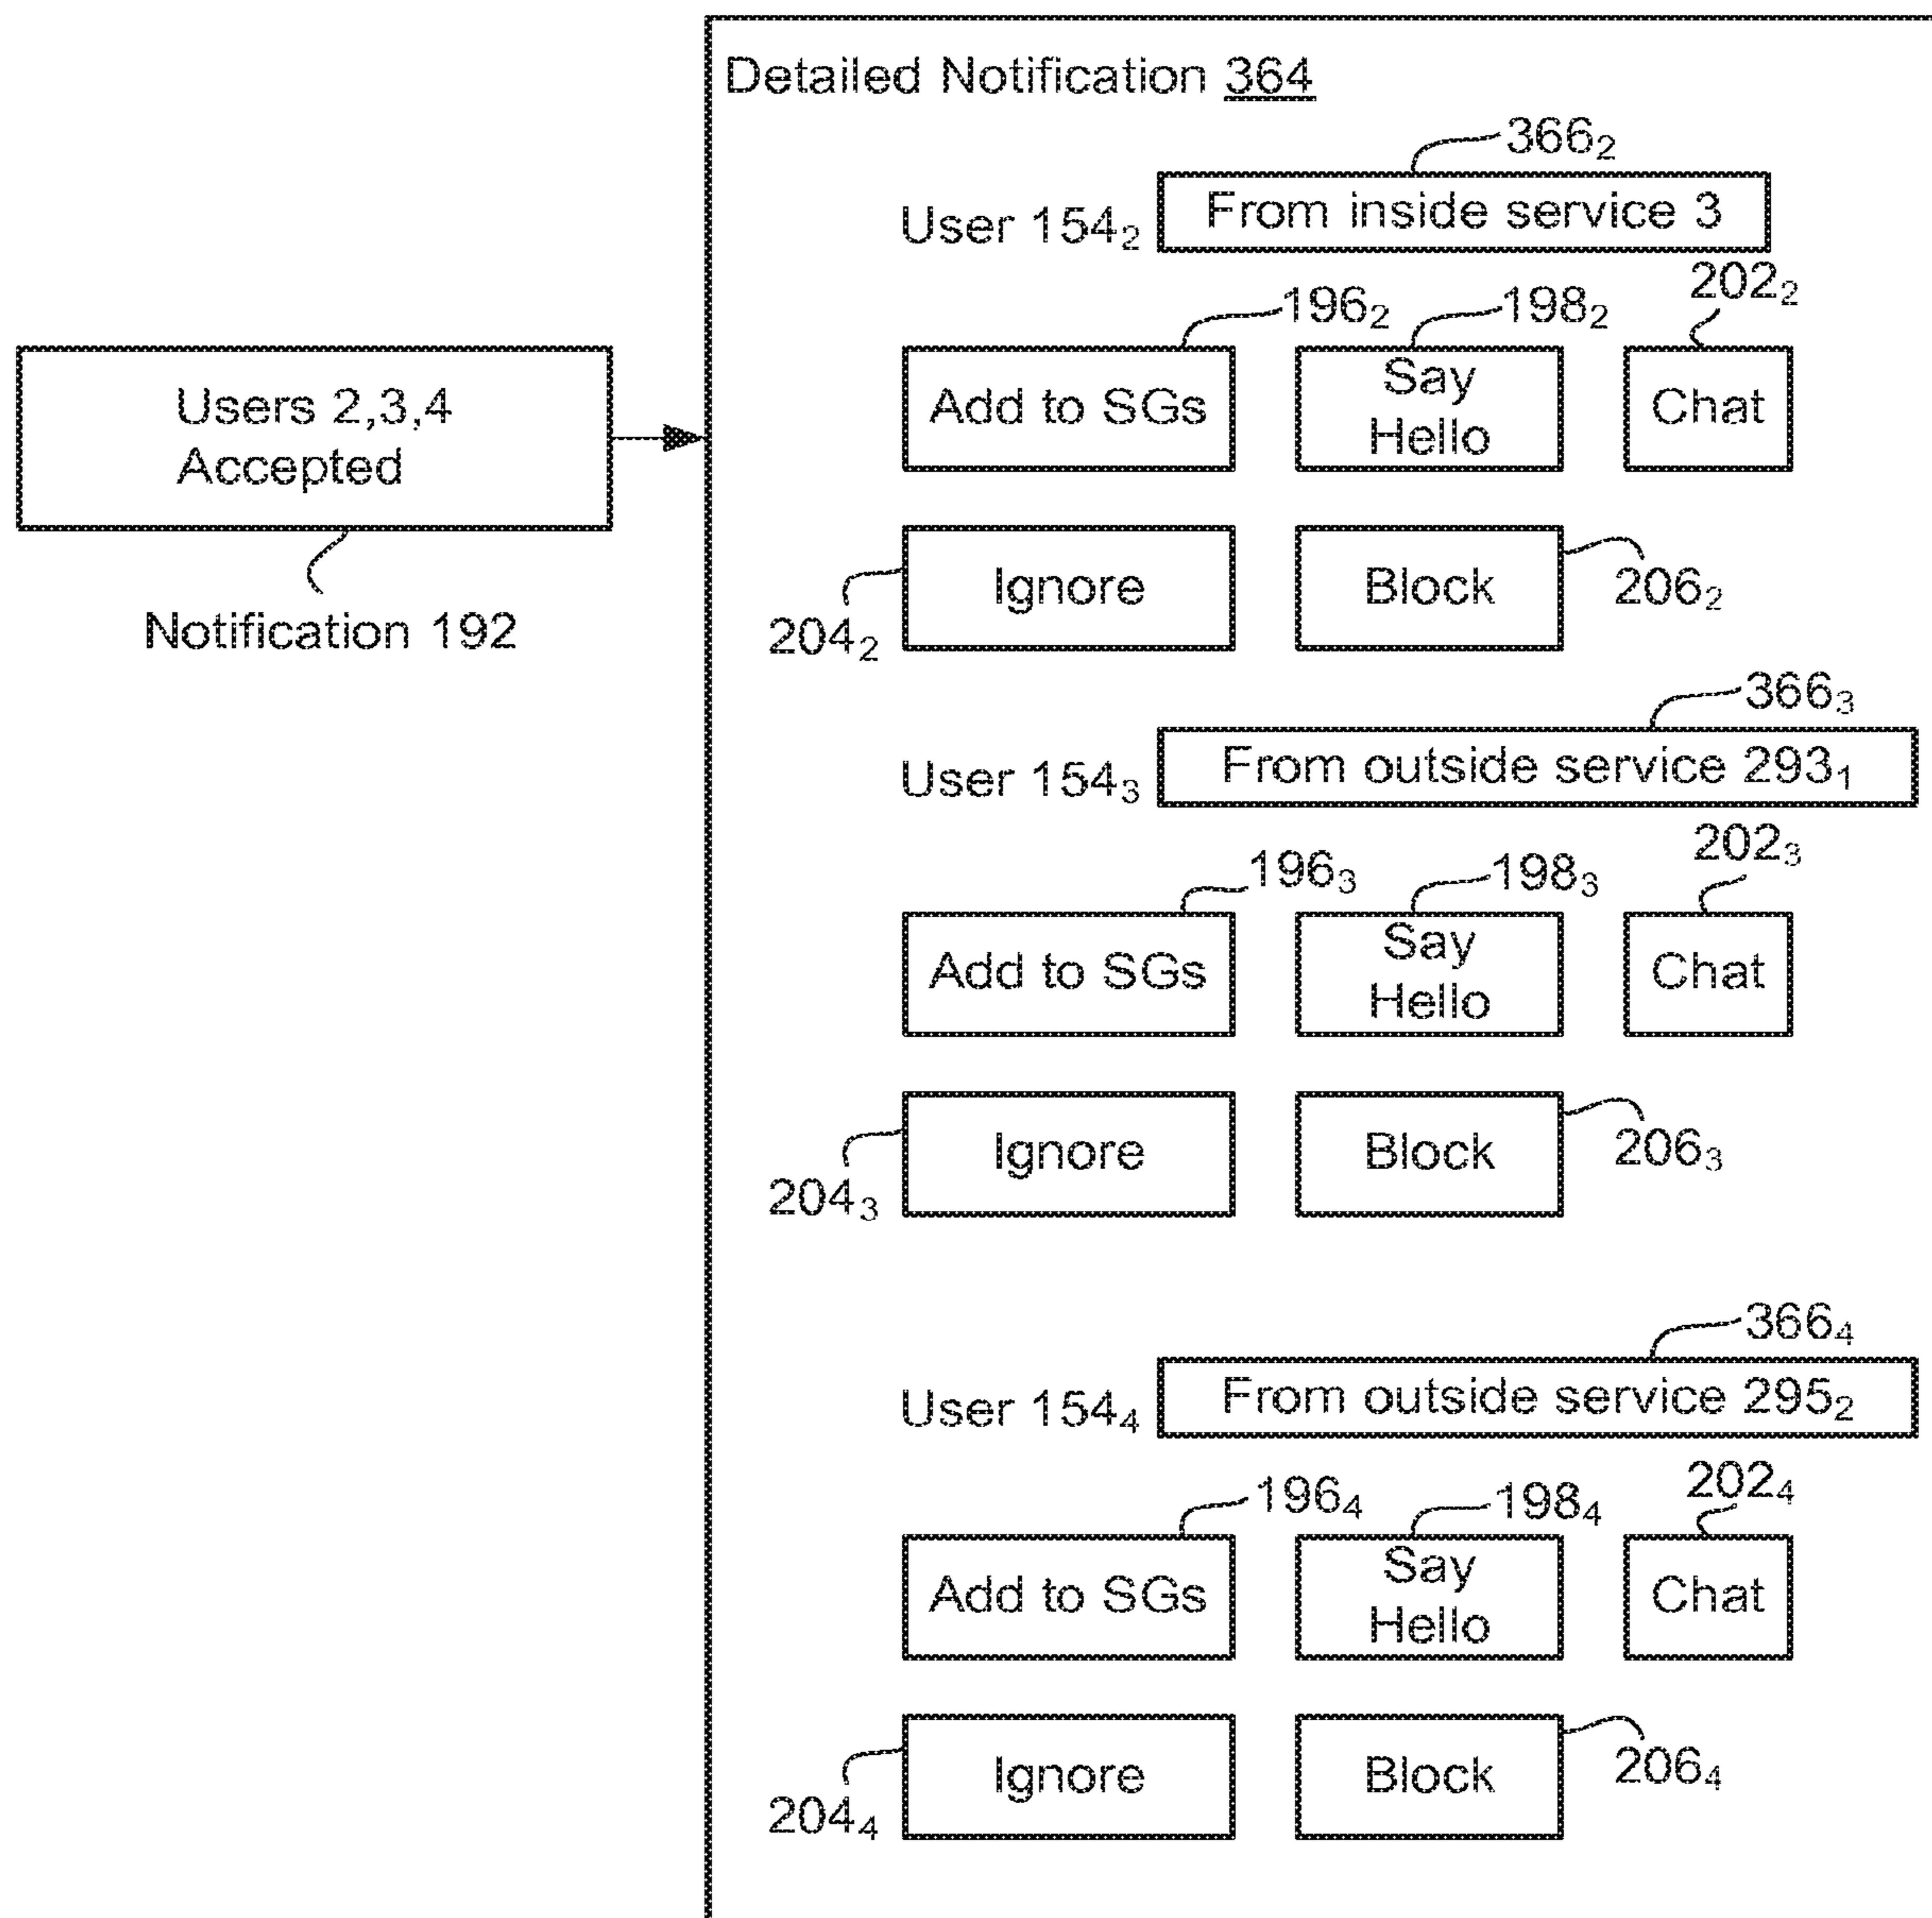 Detailed Notification 364
366₂
User 154₂ From inside service 3
196₂ 198₂ 202₂
Users 2,3,4
Accepted
Notification 192
Add to SGs
Say
Hello
Chat
Ignore
Block
204₂
206₂
366₃
User 154₃ From outside service 293₁
196₃ 198₃ 202₃
Add to SGs
Say
Hello
Chat
Ignore
Block
204₃
206₃
366₄
User 154₄ From outside service 295₂
196₄ 198₄ 202₄
Add to SGs
Say
Hello
Chat
Ignore
Block
204₄
206₄